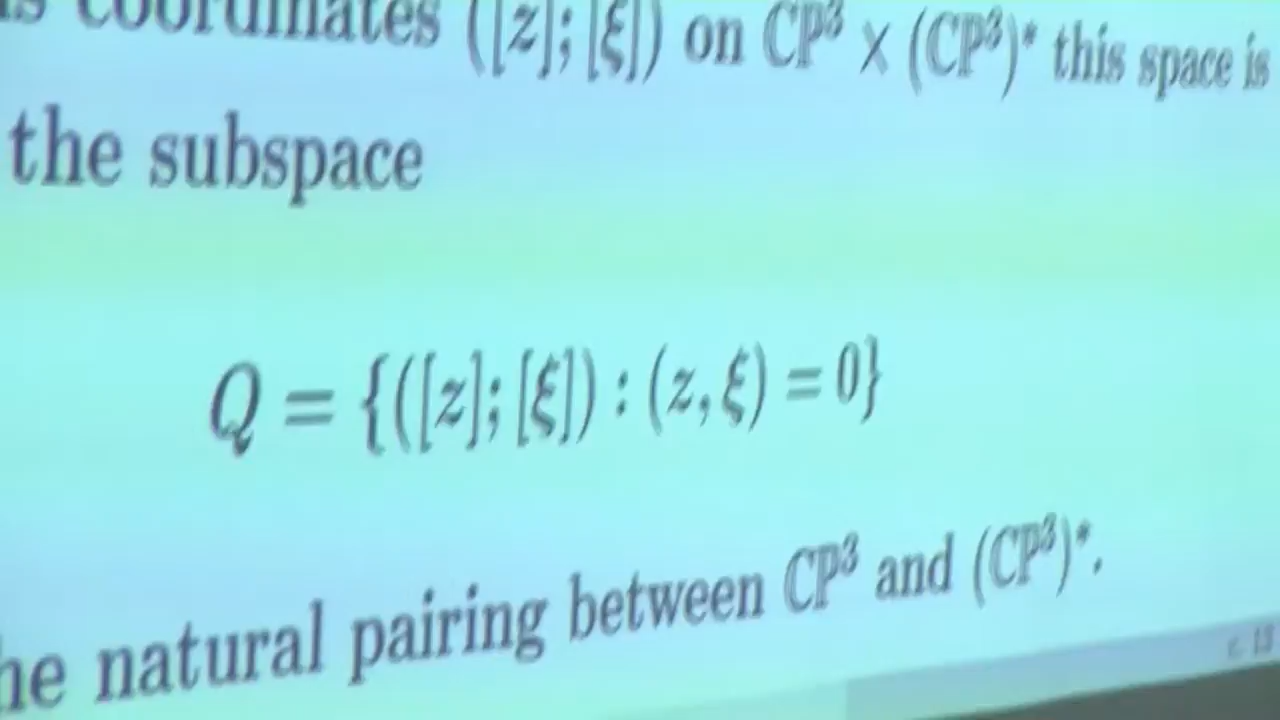 coordinates ([z]; [ξ]) on CP³ × (CP³)* this space is
the subspace
Q = {([z]; [ξ]) : (z, ξ) = 0}
natural pairing between CP³ and (CP³)*.